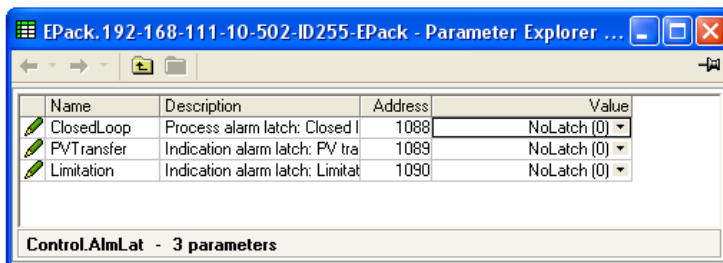 EPack.192-168-111-10-502-ID255-EPack - Parameter Explorer ...
Name Description Address Value
ClosedLoop Process alarm latch: Closed l 1088 NoLatch (0)
PVTransfer Indication alarm latch: PV tra 1089 NoLatch (0)
Limitation Indication alarm latch: Limitat 1090 NoLatch (0)
Control.AlmLat - 3 parameters